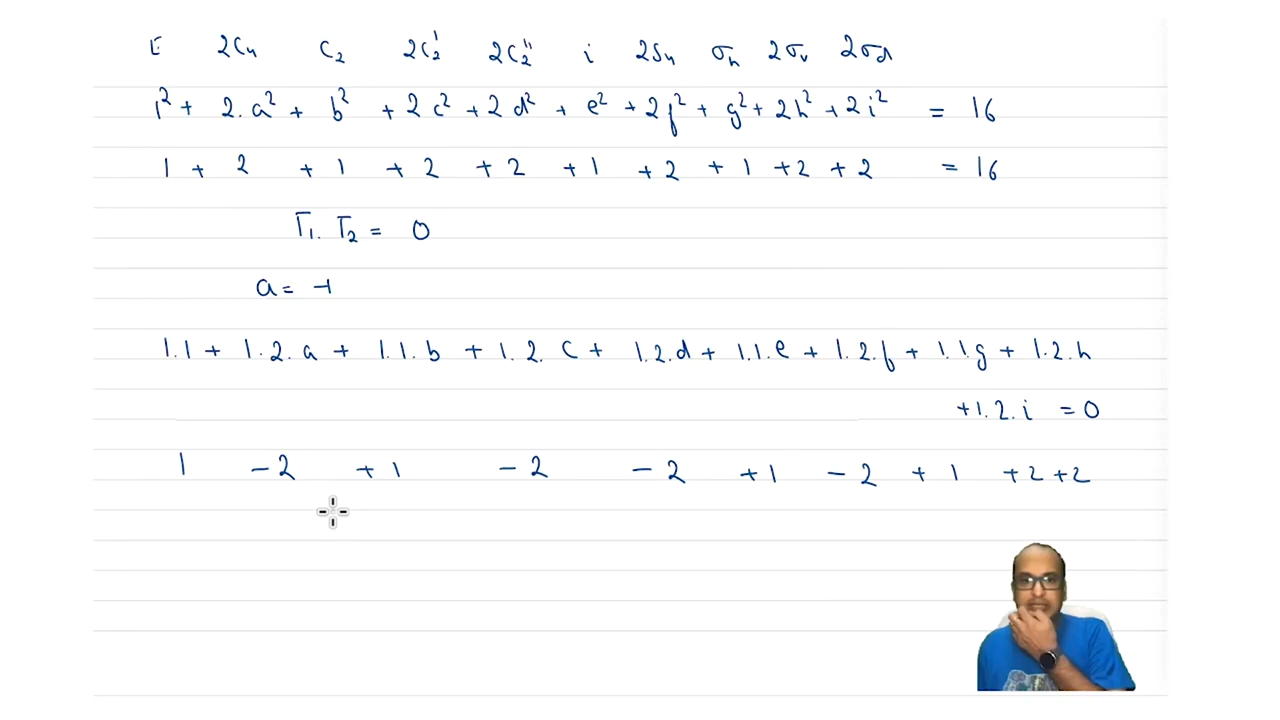 E 2C₄ C₂ 2C₂' 2C₂'' i 2S₄ σₕ 2σᵥ 2σd
1² + 2.a² + b² + 2c² + 2d² + e² + 2f² + g² + 2h² + 2i² = 16
1 + 2 + 1 + 2 + 2 + 1 + 2 + 1 + 2 + 2 = 16
Γ₁. Γ₂ = 0
a = -1
1.1 + 1.2.a + 1.1.b + 1.2.c + 1.2.d + 1.1.e + 1.2.f + 1.1g + 1.2.h
+1.2.i = 0
1 -2 +1 -2 -2 +1 -2 +1 +2 +2